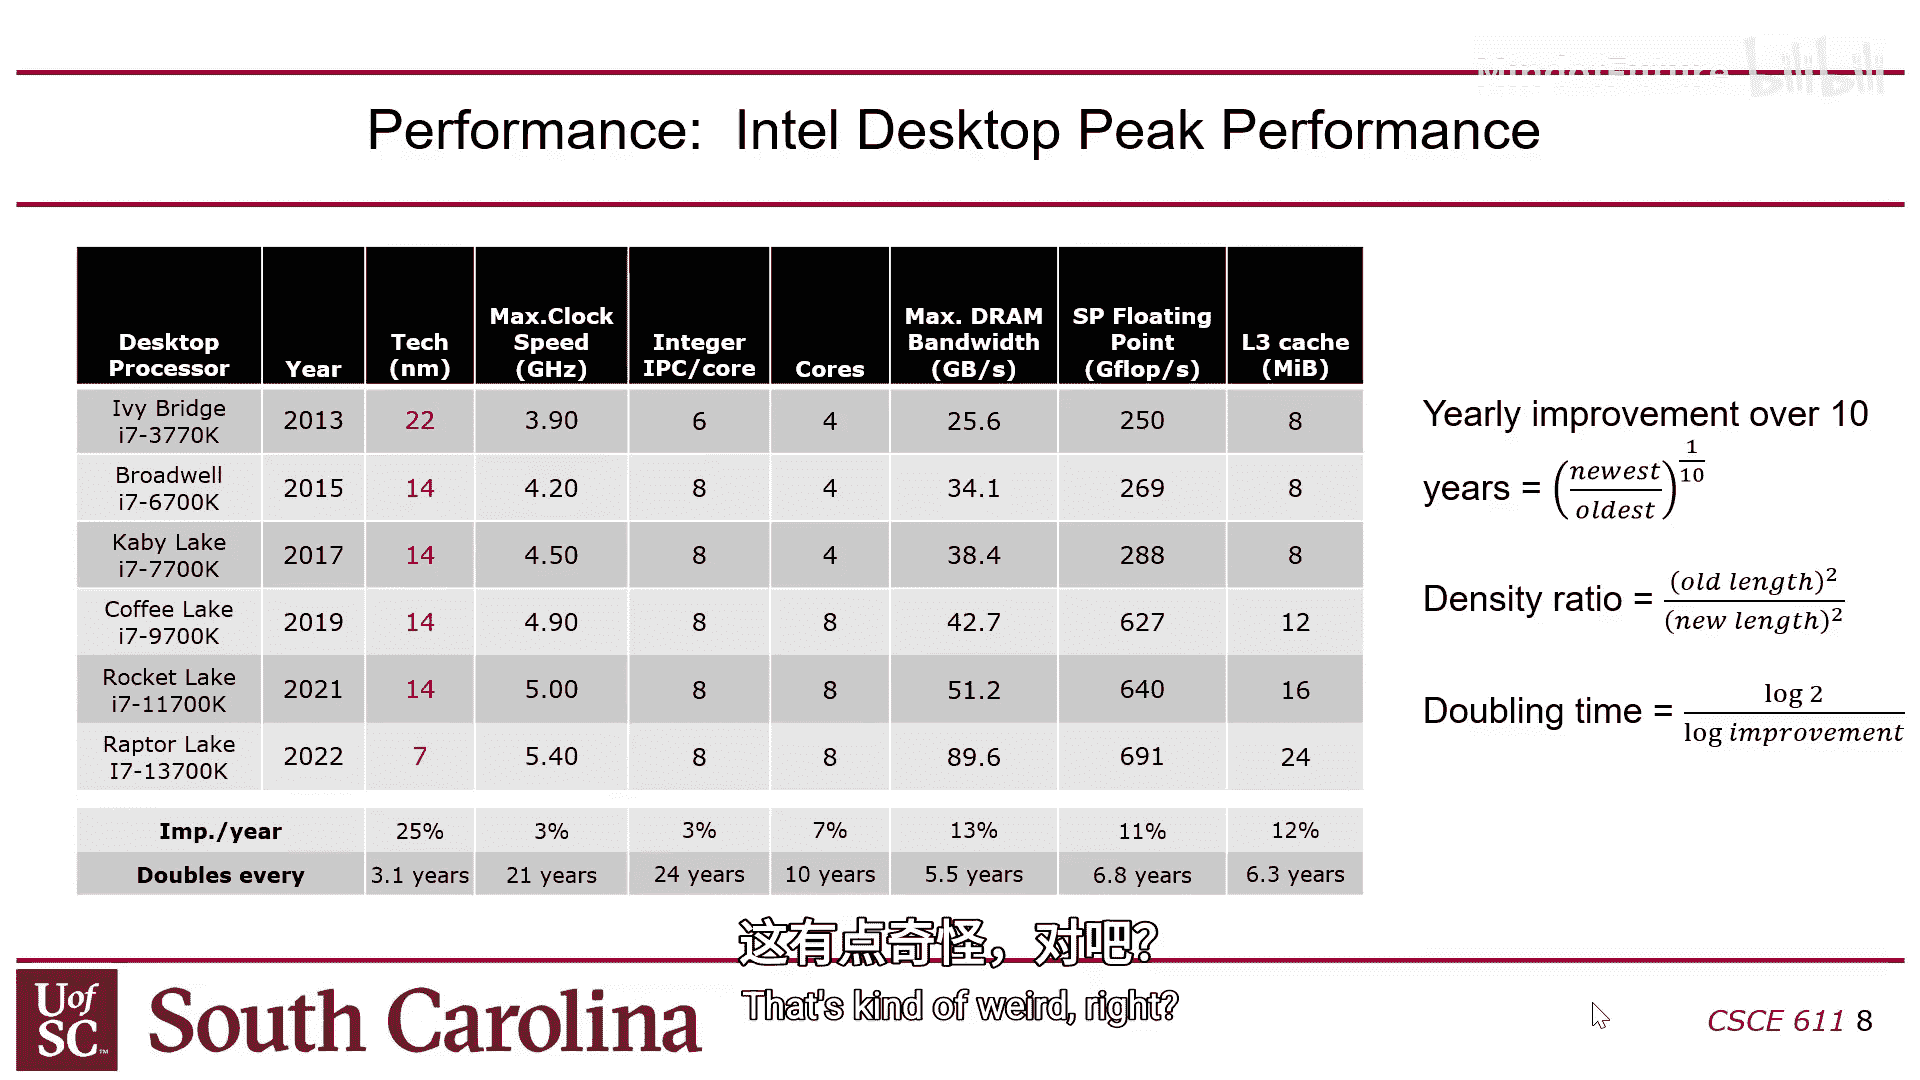 Performance: Intel Desktop Peak Performance
Desktop Processor Year Tech (nm) Max.Clock Speed (GHz) Integer IPC/core Cores Max. DRAM Bandwidth (GB/s) SP Floating Point (Gflop/s) L3 cache (MiB)
Ivy Bridge i7-3770K 2013 22 3.90 6 4 25.6 250 8
Broadwell i7-6700K 2015 14 4.20 8 4 34.1 269 8
Kaby Lake i7-7700K 2017 14 4.50 8 4 38.4 288 8
Coffee Lake i7-9700K 2019 14 4.90 8 8 42.7 627 12
Rocket Lake i7-11700K 2021 14 5.00 8 8 51.2 640 16
Raptor Lake I7-13700K 2022 7 5.40 8 8 89.6 691 24
Imp./year 25% 3% 3% 7% 13% 11% 12%
Doubles every 3.1 years 21 years 24 years 10 years 5.5 years 6.8 years 6.3 years
Yearly improvement over 10
years = (newest/oldest)^(1/10)
Density ratio = (old length)²/(new length)²
Doubling time = log 2/log improvement
这有点奇怪，对吧？
That's kind of weird, right?
UofSC™ South Carolina
CSCE 611 8
bilibili